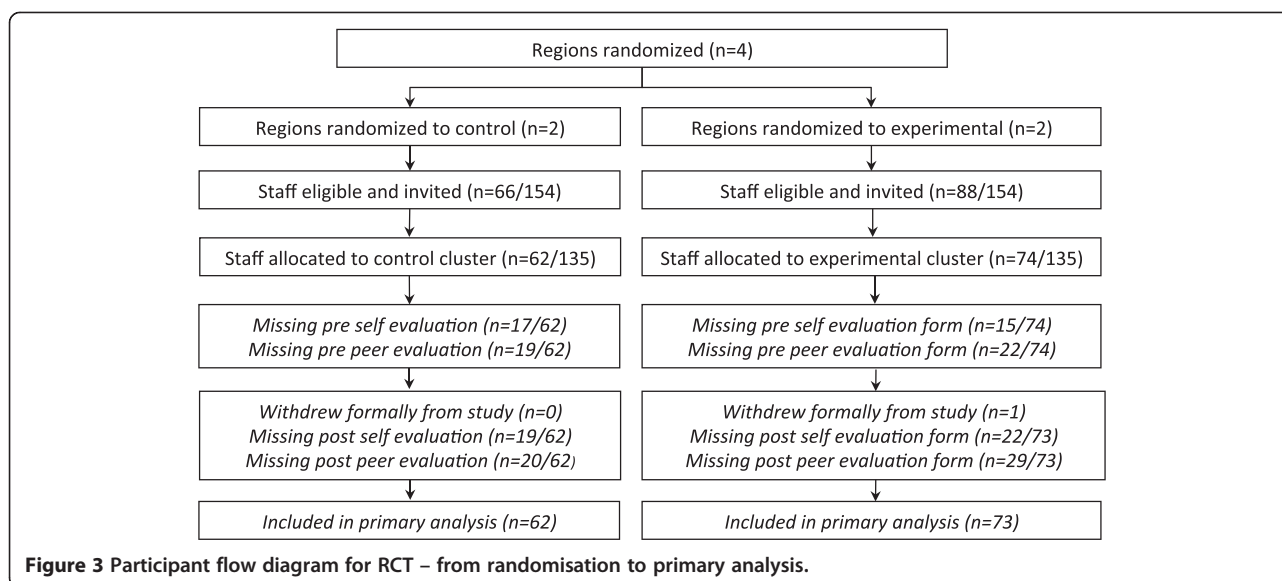 Regions randomized (n=4)
Regions randomized to control (n=2)
Regions randomized to experimental (n=2)
Staff eligible and invited (n=66/154)
Staff eligible and invited (n=88/154)
Staff allocated to control cluster (n=62/135)
Staff allocated to experimental cluster (n=74/135)
Missing pre self evaluation (n=17/62)
Missing pre peer evaluation (n=19/62)
Missing pre self evaluation form (n=15/74)
Missing pre peer evaluation form (n=22/74)
Withdrew formally from study (n=0)
Missing post self evaluation (n=19/62)
Missing post peer evaluation (n=20/62)
Withdrew formally from study (n=1)
Missing post self evaluation form (n=22/73)
Missing post peer evaluation form (n=29/73)
Included in primary analysis (n=62)
Included in primary analysis (n=73)
Figure 3 Participant flow diagram for RCT – from randomisation to primary analysis.